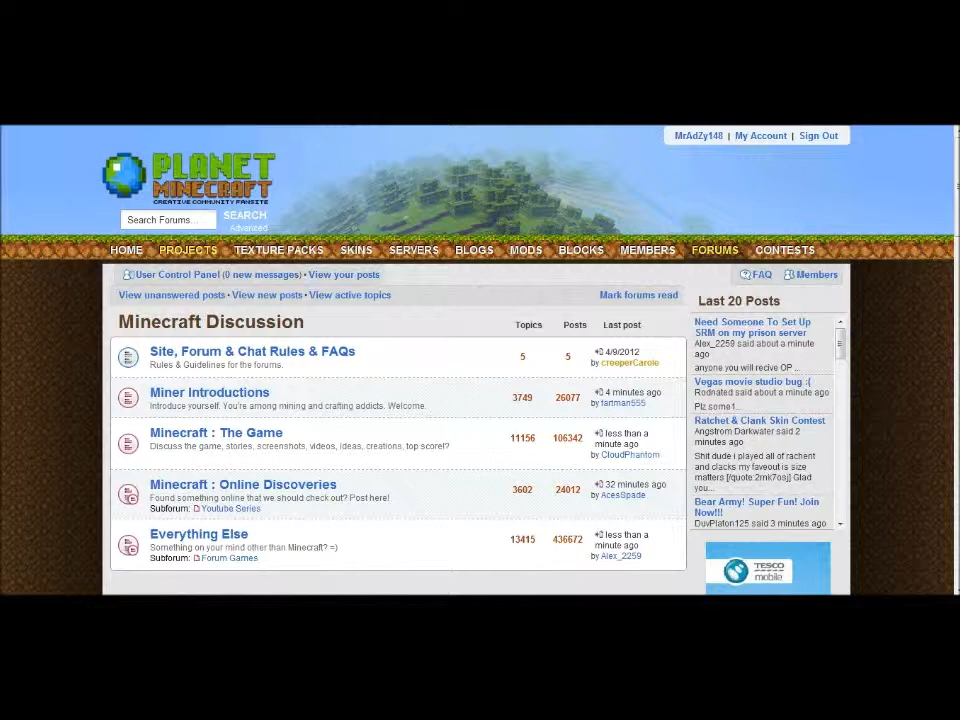 MrAdZy148 | My Account | Sign Out
PLANET
MINECRAFT
CREATIVE COMMUNITY FANSITE
Search Forums... SEARCH
Advanced
HOME PROJECTS TEXTURE PACKS SKINS SERVERS BLOGS MODS BLOCKS MEMBERS FORUMS CONTESTS
User Control Panel (0 new messages) • View your posts
FAQ Members
View unanswered posts • View new posts • View active topics
Mark forums read
Minecraft Discussion
Topics Posts Last post
Site, Forum & Chat Rules & FAQs
Rules & Guidelines for the forums.
5 5
4/9/2012
by creeperCarole
Miner Introductions
Introduce yourself. You're among mining and crafting addicts. Welcome.
3749 26077
4 minutes ago
by fartman555
Minecraft : The Game
Discuss the game, stories, screenshots, videos, ideas, creations, top score!?
11156 106342
less than a
minute ago
by CloudPhantom
Minecraft : Online Discoveries
Found something online that we should check out? Post here!
Subforum: Youtube Series
3602 24012
32 minutes ago
by AcesSpade
Everything Else
Something on your mind other than Minecraft? =)
Subforum: Forum Games
13415 436672
less than a
minute ago
by Alex_2259
Last 20 Posts
Need Someone To Set Up
SRM on my prison server
Alex_2259 said about a minute
ago
anyone you will recive OP ...
Vegas movie studio bug :(
Rodnated said about a minute ago
Plz some1...
Ratchet & Clank Skin Contest
Angstrom Darkwater said 2
minutes ago
Shit dude i played all of rachent
and clacks my faveout is size
matters [/quote:2rnk7oaj] Glad
you...
Bear Army! Super Fun! Join
Now!!!
DuvPlaton125 said 3 minutes ago
TESCO
mobile